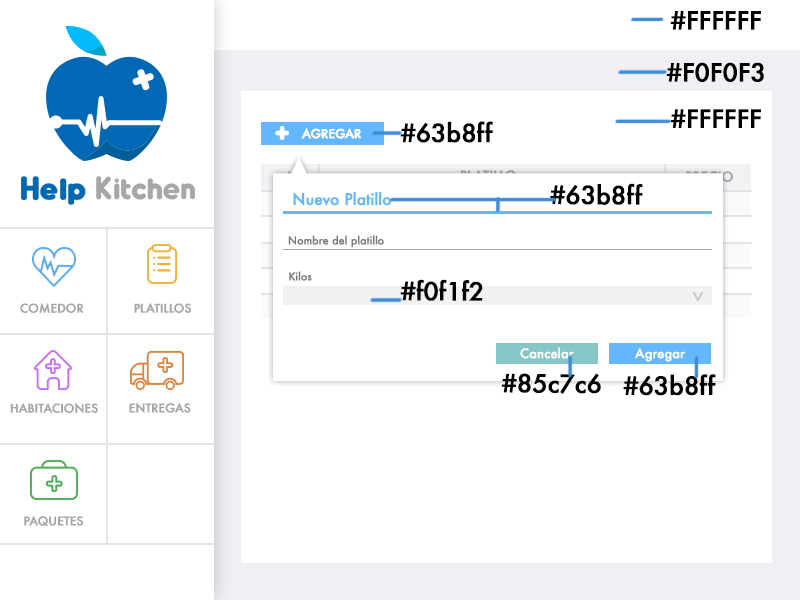 #FFFFFF
#F0F0F3
#FFFFFF
Help Kitchen
AGREGAR
#63b8ff
PLATILLO
PRECIO
Nuevo Platillo
#63b8ff
Nombre del platillo
Kilos
#f0f1f2
Cancelar
Agregar
#85c7c6
#63b8ff
COMEDOR
PLATILLOS
HABITACIONES
ENTREGAS
PAQUETES